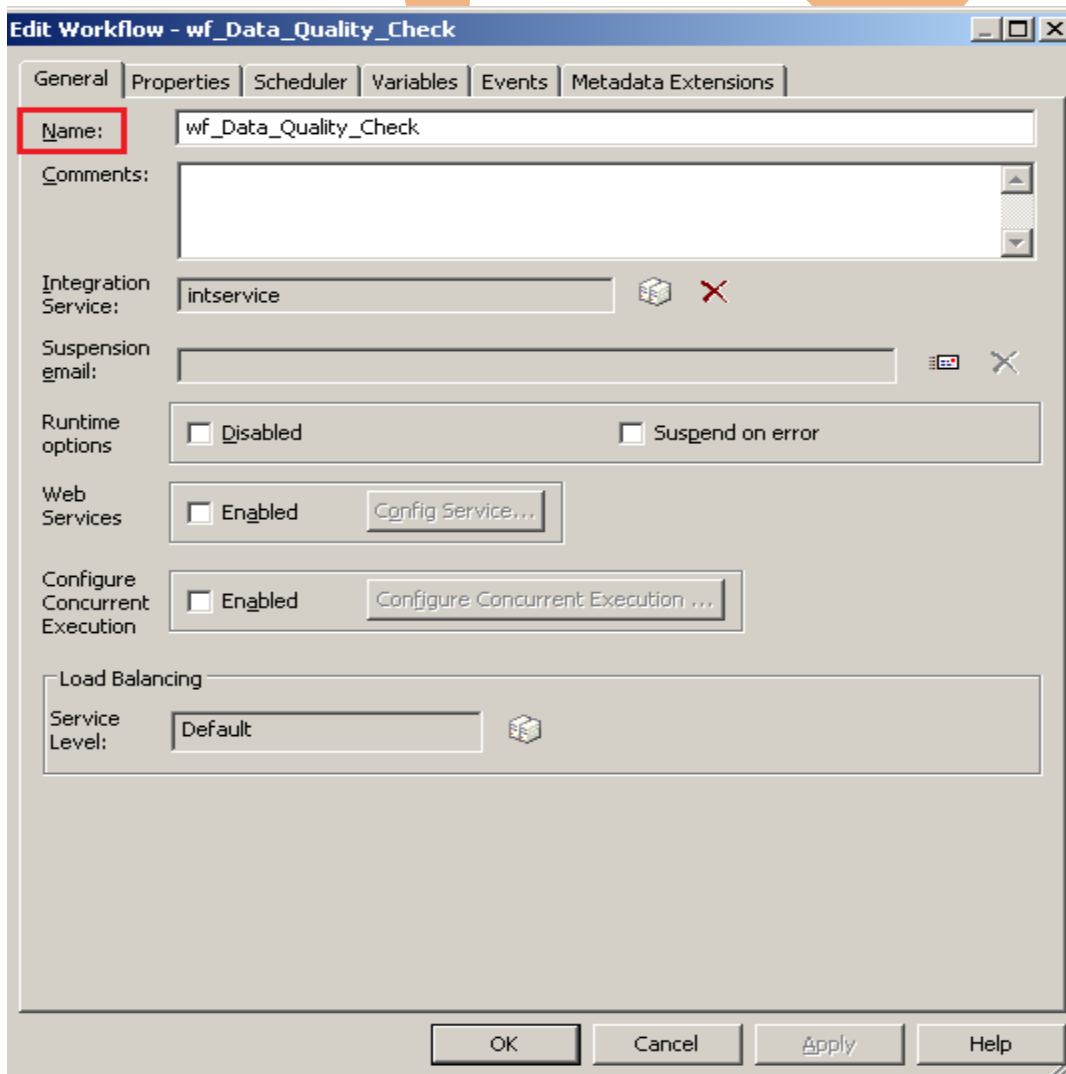 Edit Workflow - wf_Data_Quality_Check
General Properties Scheduler Variables Events Metadata Extensions
Name: wf_Data_Quality_Check
Comments:
Integration
Service: intservice
Suspension
email:
Runtime
options Disabled Suspend on error
Web
Services Enabled Config Service...
Configure
Concurrent
Execution Enabled Configure Concurrent Execution ...
Load Balancing
Service
Level: Default
OK Cancel Apply Help